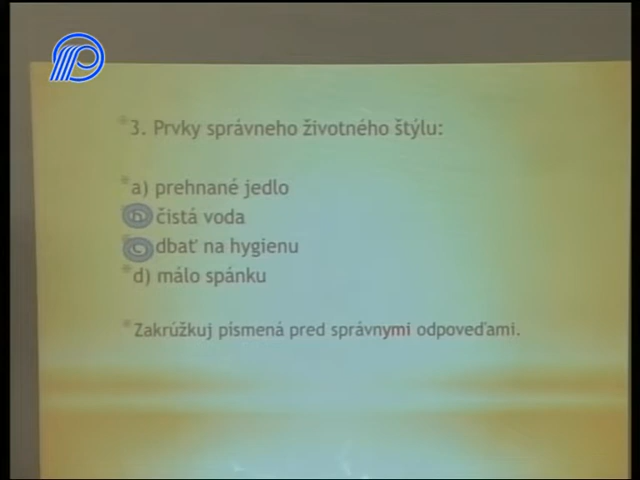 3. Prvky správneho životného štýlu:
a) prehnané jedlo
b) čistá voda
c) dbať na hygienu
d) málo spánku
Zakrúžkuj písmená pred správnymi odpoveďami.